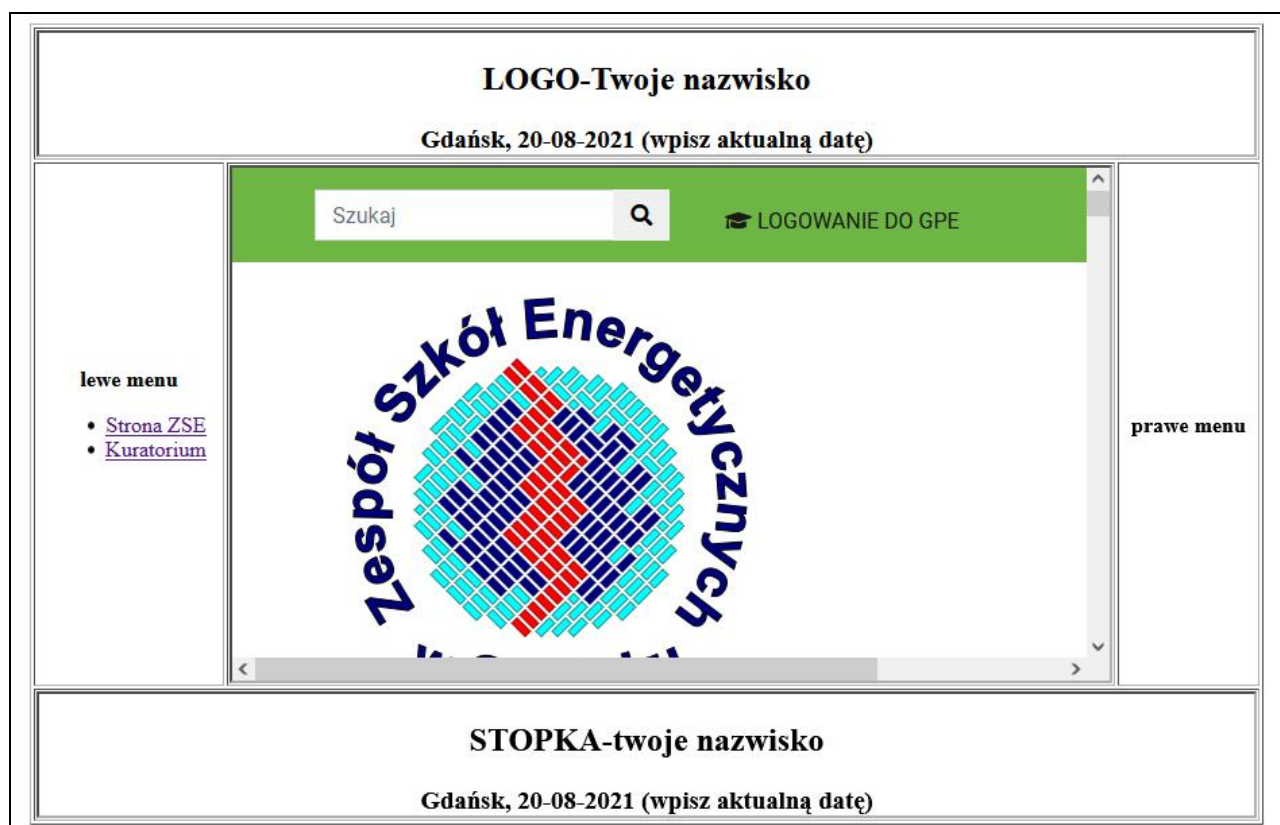 LOGO-Twoje nazwisko
Gdańsk, 20-08-2021 (wpisz aktualną datę)
lewe menu
Strona ZSE
Kuratorium
Szukaj
LOGOWANIE DO GPE
Zespół Szkół Energetycznych
prawe menu
STOPKA-twoje nazwisko
Gdańsk, 20-08-2021 (wpisz aktualną datę)